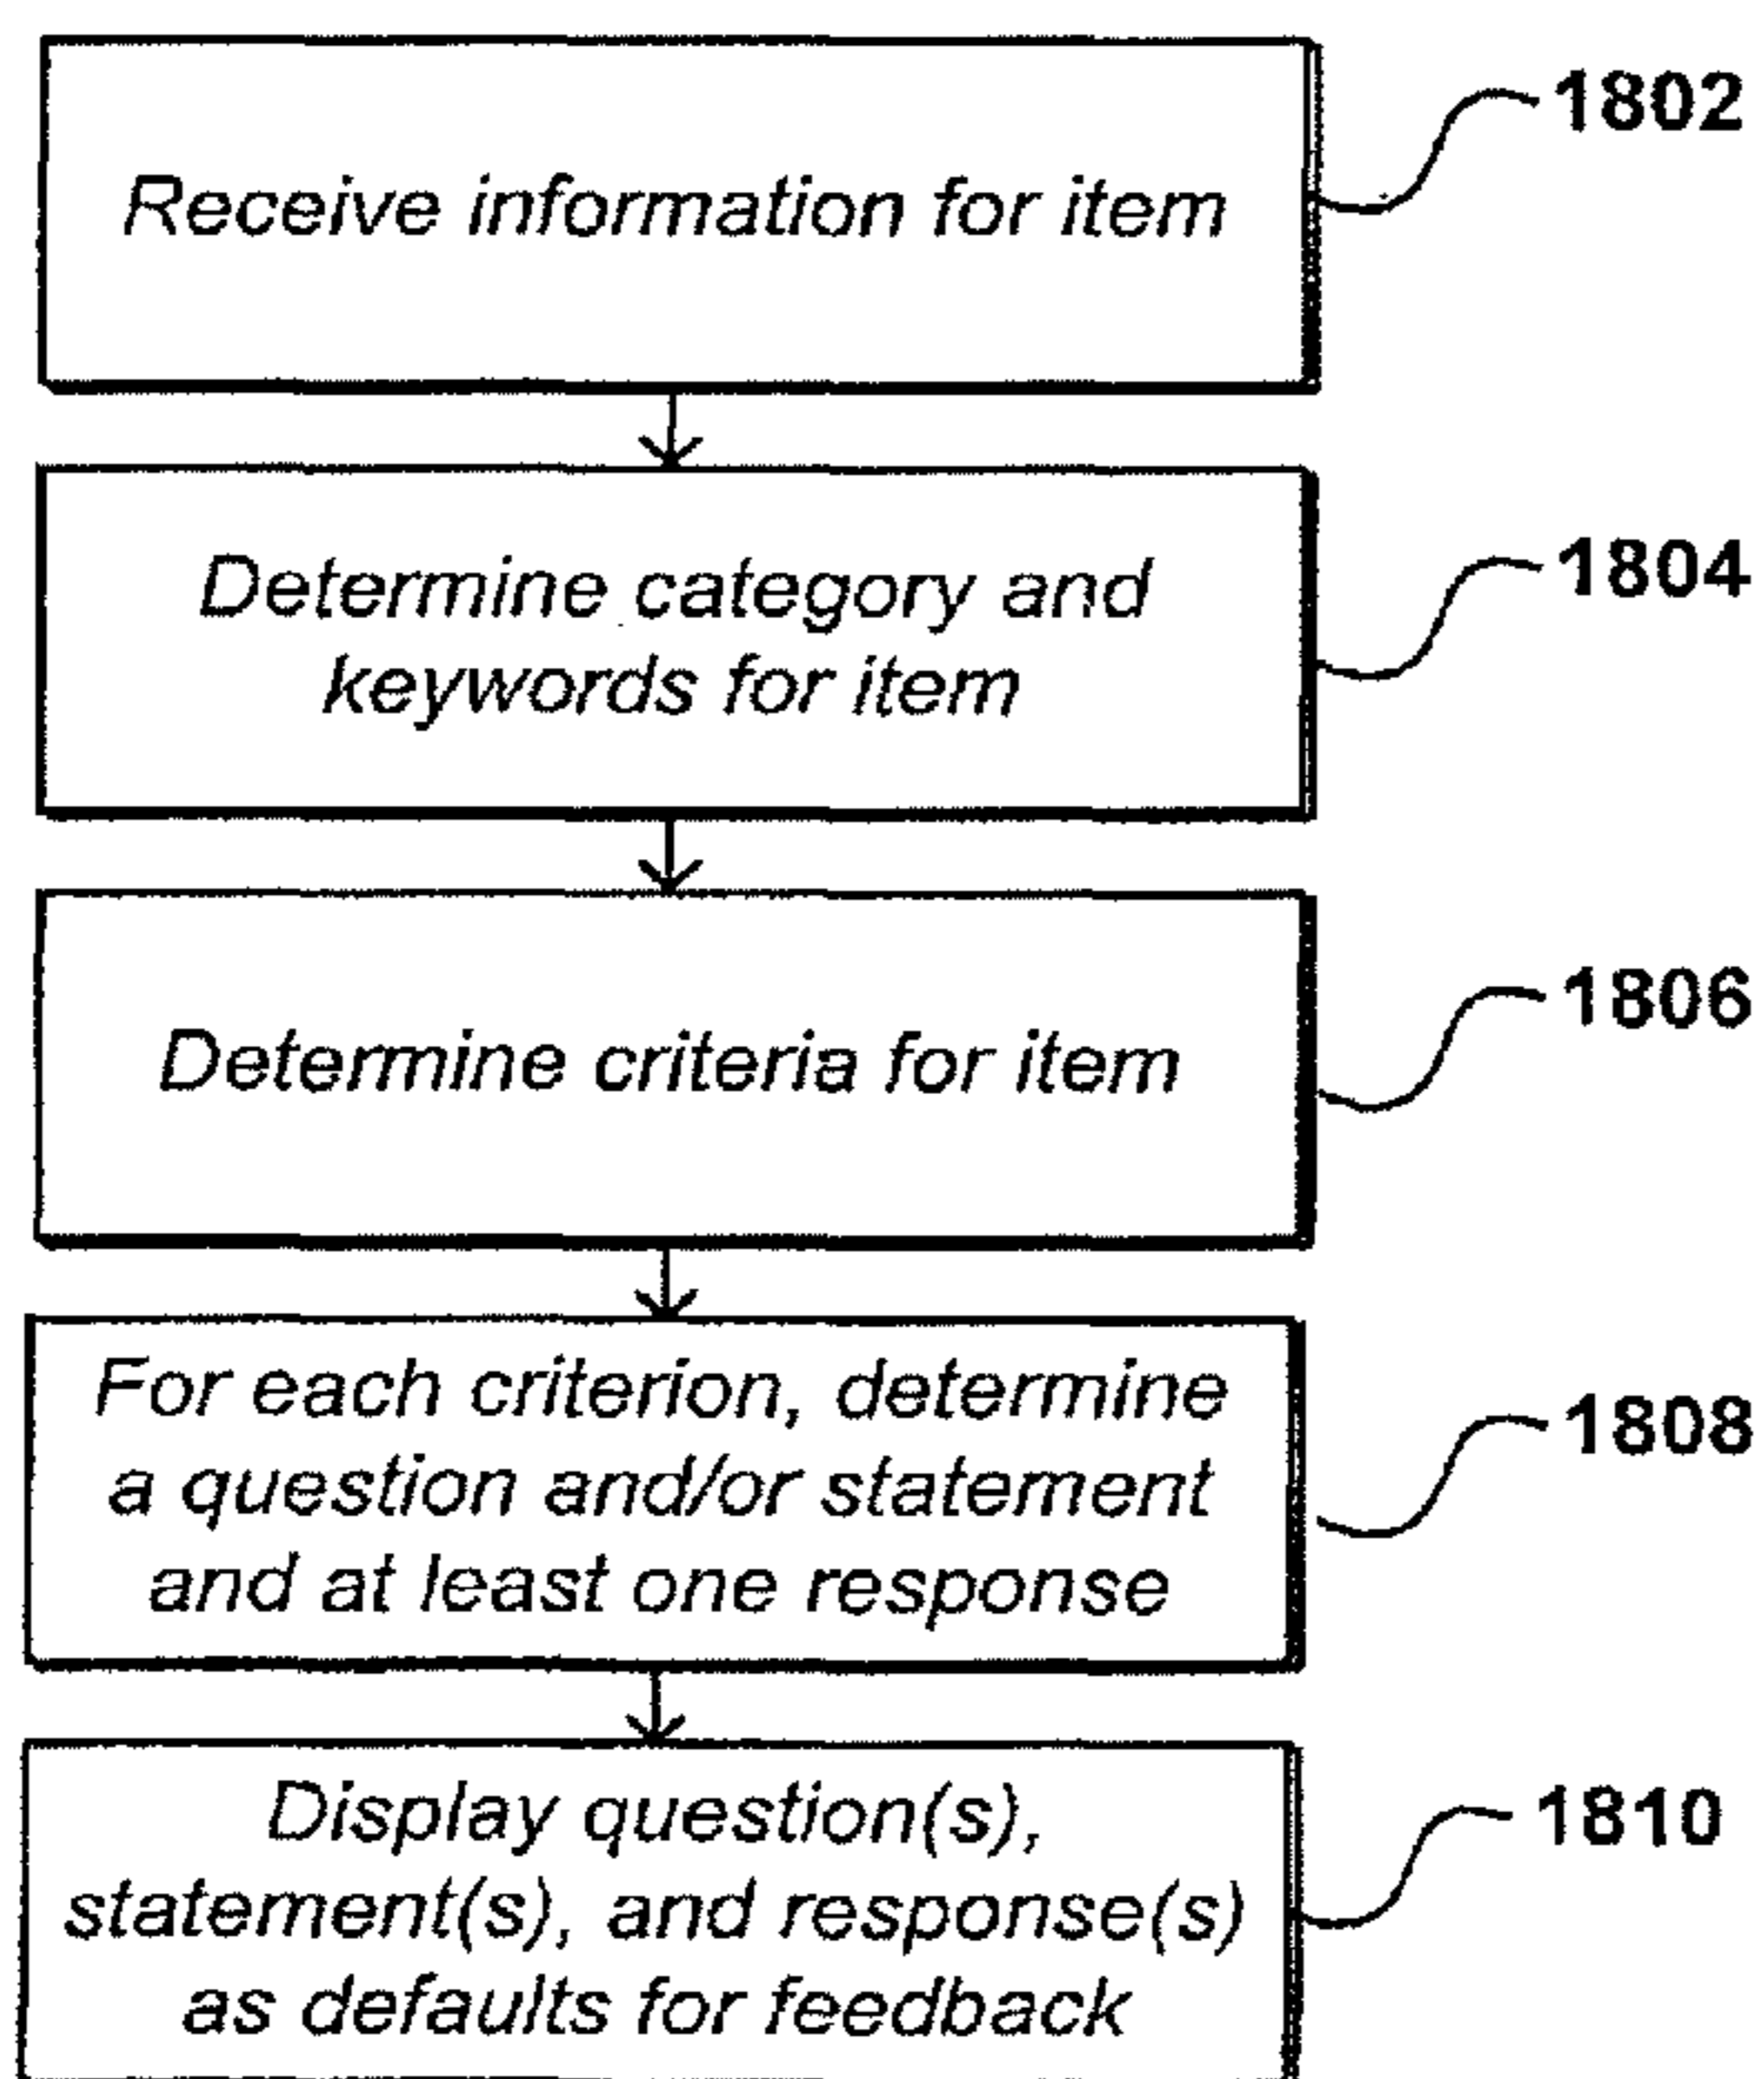 Receive information for item
1802
Determine category and
keywords for item
1804
Determine criteria for item
1806
For each criterion, determine
a question and/or statement
and at least one response
1808
Display question(s),
statement(s), and response(s)
as defaults for feedback
1810